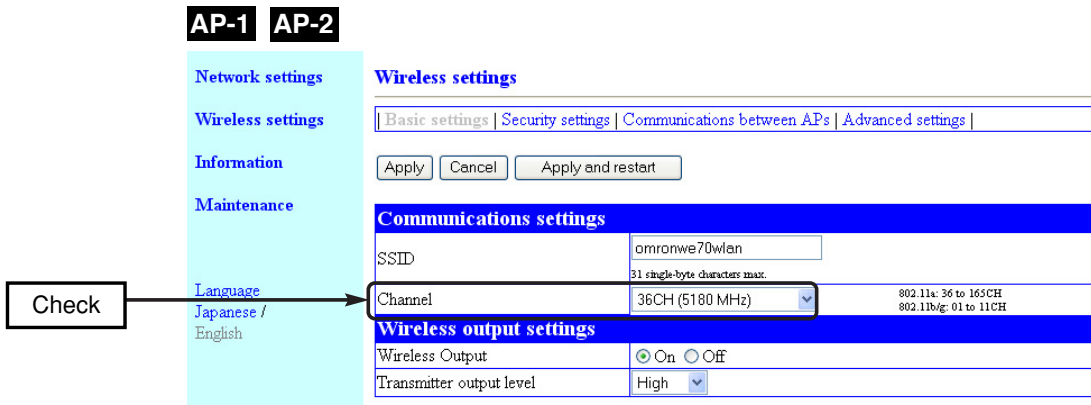 AP-1 AP-2
Network settings
Wireless settings
Information
Maintenance
Language
Japanese /
English
Check
Wireless settings
| Basic settings | Security settings | Communications between APs | Advanced settings |
Apply Cancel Apply and restart
Communications settings
SSID omronwe70wlan
31 single-byte characters max.
Channel 36CH (5180 MHz) 802.11a: 36 to 165CH
802.11b/g: 01 to 11CH
Wireless output settings
Wireless Output On Off
Transmitter output level High